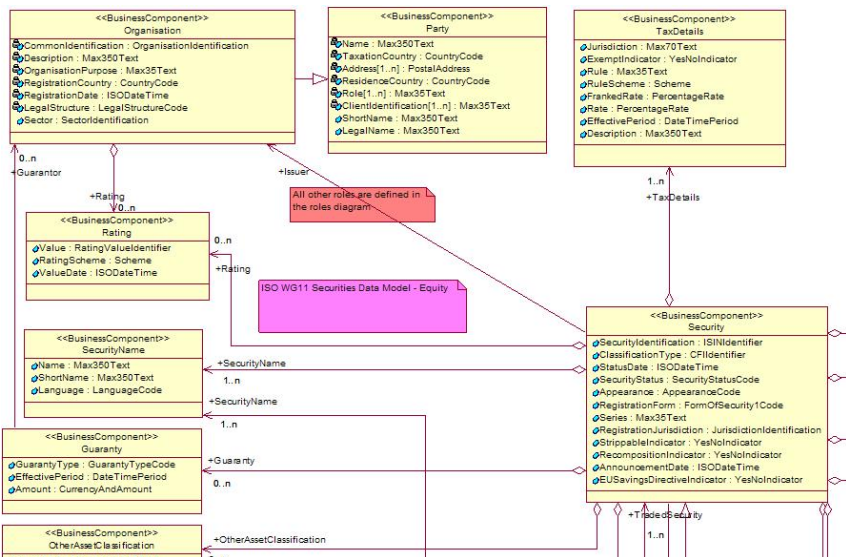 <<BusinessComponent>>
Organisation
CommonIdentification : OrganisationIdentification
Description : Max350Text
OrganisationPurpose : Max35Text
RegistrationCountry : CountryCode
RegistrationDate : ISODateTime
LegalStructure : LegalStructureCode
Sector : SectorIdentification
<<BusinessComponent>>
Party
Name : Max350Text
TaxationCountry : CountryCode
Address[1..n] : PostalAddress
ResidenceCountry : CountryCode
Role[1..n] : Max35Text
ClientIdentification[1..n] : Max35Text
ShortName : Max350Text
LegalName : Max350Text
<<BusinessComponent>>
TaxDetails
Jurisdiction : Max70Text
ExemptIndicator : YesNoIndicator
Rule : Max35Text
RuleScheme : Scheme
FrankedRate : PercentageRate
Rate : PercentageRate
EffectivePeriod : DateTimePeriod
Description : Max350Text
0..n
+Guarantor
+Issuer
1..n
+TaxDetails
+Rating
0..n
All other roles are defined in
the roles diagram
<<BusinessComponent>>
Rating
Value : RatingValueIdentifier
RatingScheme : Scheme
ValueDate : ISODateTime
0..n
+Rating
ISO WG11 Securities Data Model - Equity
<<BusinessComponent>>
Security
SecurityIdentification : ISINIdentifier
ClassificationType : CFIIdentifier
StatusDate : ISODateTime
SecurityStatus : SecurityStatusCode
Appearance : AppearanceCode
RegistrationForm : FormOfSecurity1Code
Series : Max35Text
RegistrationJurisdiction : JurisdictionIdentification
StrippableIndicator : YesNoIndicator
RecompositionIndicator : YesNoIndicator
AnnouncementDate : ISODateTime
EUSavingsDirectiveIndicator : YesNoIndicator
<<BusinessComponent>>
SecurityName
Name : Max350Text
ShortName : Max350Text
Language : LanguageCode
+SecurityName
1..n
+SecurityName
1..n
<<BusinessComponent>>
Guaranty
GuarantyType : GuarantyTypeCode
EffectivePeriod : DateTimePeriod
Amount : CurrencyAndAmount
+Guaranty
0..n
+TradedSecurity
1..n
<<BusinessComponent>>
OtherAssetClassification
+OtherAssetClassification